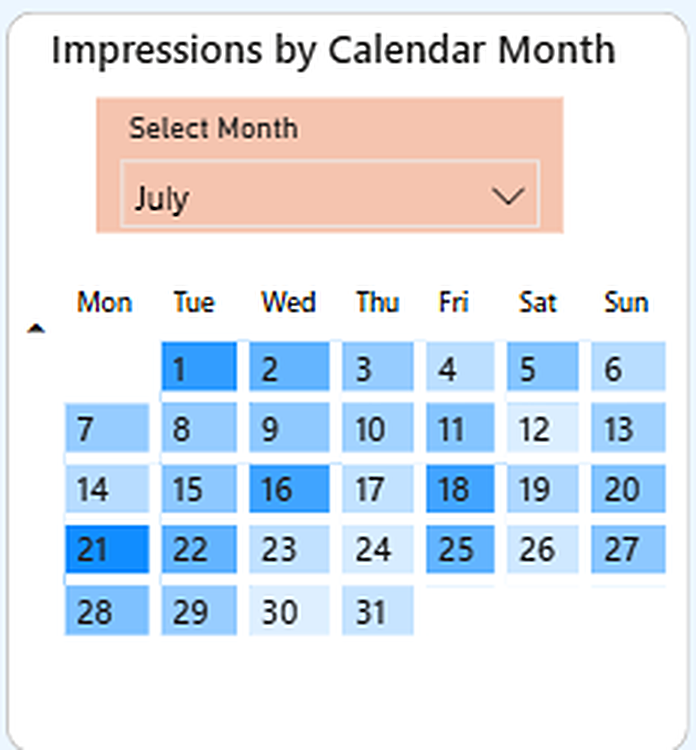 Impressions by Calendar Month
Select Month
July
Mon Tue Wed Thu Fri Sat Sun
1 2 3 4 5 6
7 8 9 10 11 12 13
14 15 16 17 18 19 20
21 22 23 24 25 26 27
28 29 30 31